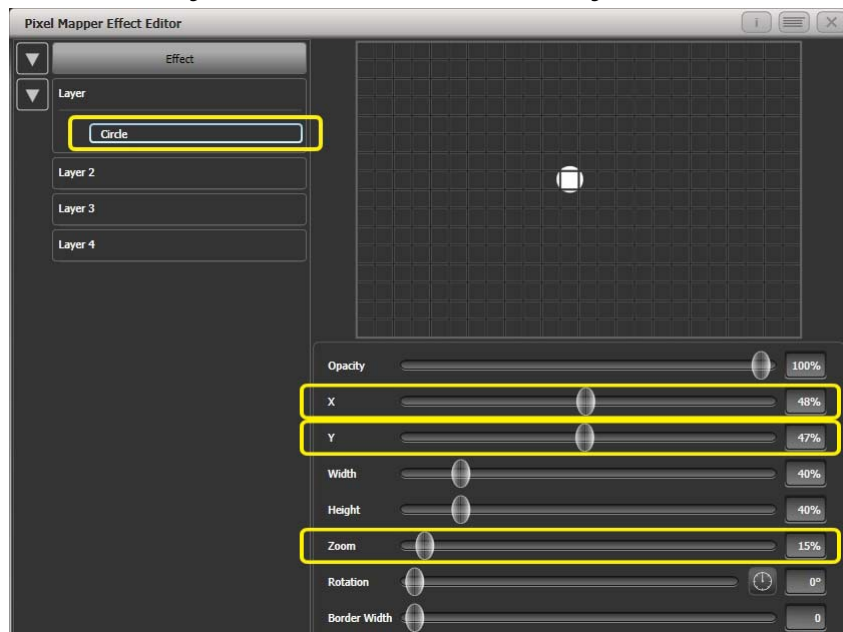 Pixel Mapper Effect Editor
i
Effect
Layer
Circle
Layer 2
Layer 3
Layer 4
Opacity 100%
X 48%
Y 47%
Width 40%
Height 40%
Zoom 15%
Rotation 0°
Border Width 0